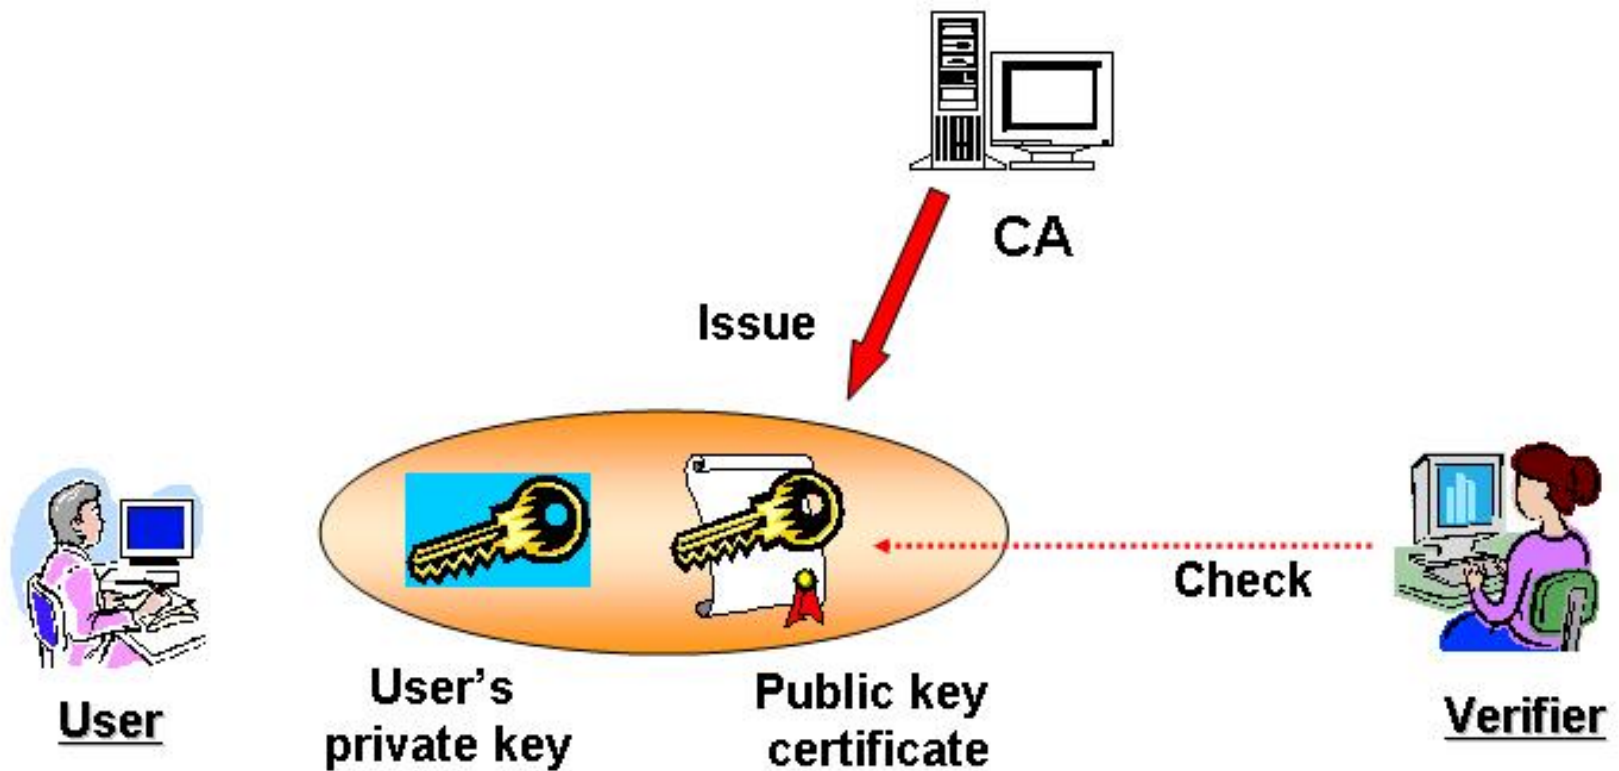 CA
Issue
Check
User's
private key
Public key
certificate
User
Verifier